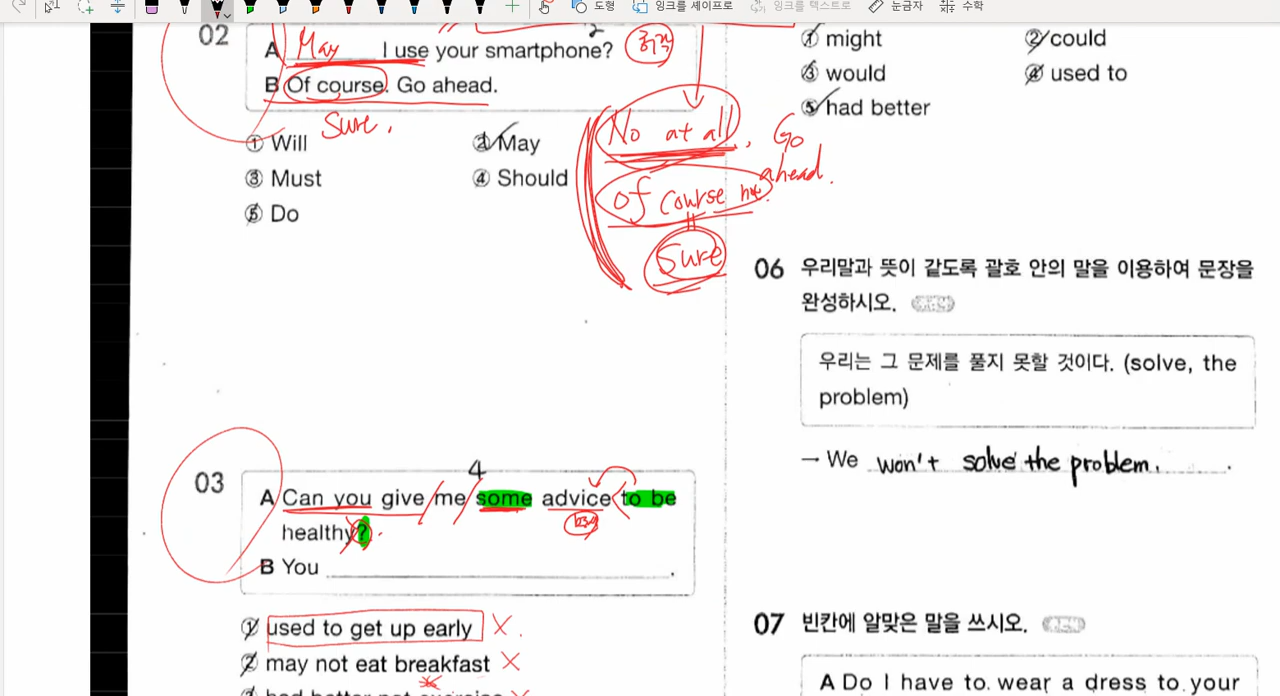 도형
잉크를 셰이프로
잉크를 텍스트로
눈금자
수학
02
A May I use your smartphone? 허락
B Of course. Go ahead.
Sure.
① Will
② May
③ Must
④ Should
⑤ Do
2
No at all, Go ahead.
Of course not.
Sure
03
4
A Can you give me some advice to be
healthy?
B You .
① used to get up early X.
② may not eat breakfast X
① might
② could
③ would
④ used to
⑤ had better
06 우리말과 뜻이 같도록 괄호 안의 말을 이용하여 문장을
완성하시오.
우리는 그 문제를 풀지 못할 것이다. (solve, the
problem)
→ We won't solve the problem.
07 빈칸에 알맞은 말을 쓰시오.
A Do I have to wear a dress to your